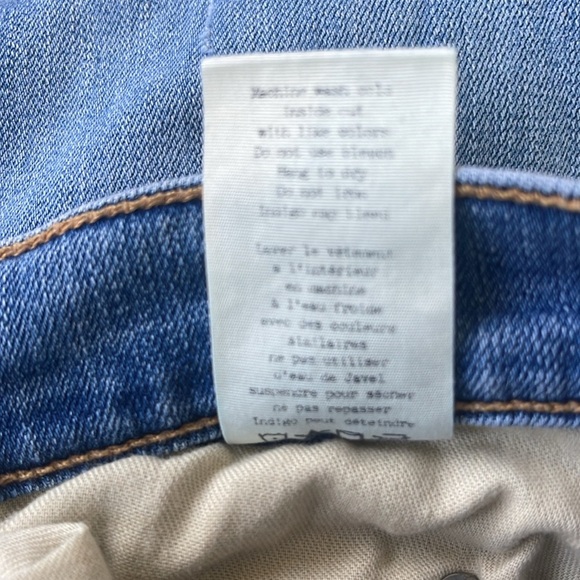 Machine wash cold
inside out
with like colors
Do not use bleach
Hang to dry
Do not iron
Indigo may bleed
Laver le vêtement
à l'intérieur
en machine
à l'eau froide
avec des couleurs
similaires
ne pas utiliser
d'eau de Javel
suspendre pour sécher
ne pas repasser
Indigo peut déteindre